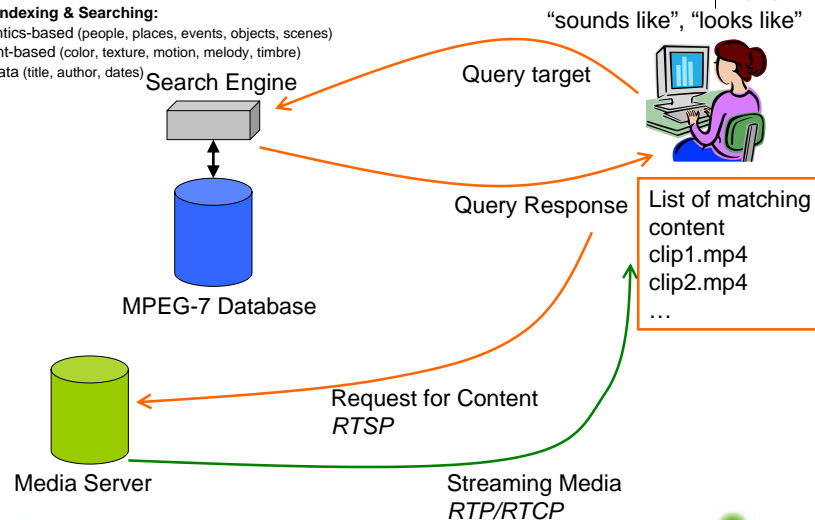 ndexing & Searching:
ntics-based (people, places, events, objects, scenes)
nt-based (color, texture, motion, melody, timbre)
ata (title, author, dates)
"sounds like", "looks like"
Search Engine
Query target
Query Response
List of matching
content
clip1.mp4
clip2.mp4
…
MPEG-7 Database
Request for Content
RTSP
Media Server
Streaming Media
RTP/RTCP